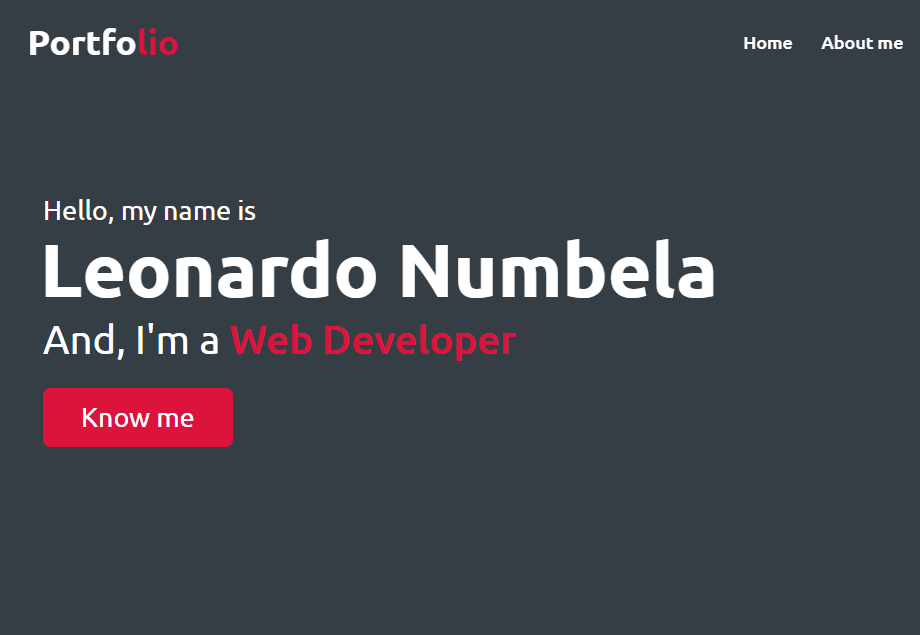 Portfolio
Home
About me
Hello, my name is
Leonardo Numbela
And, I'm a Web Developer
Know me